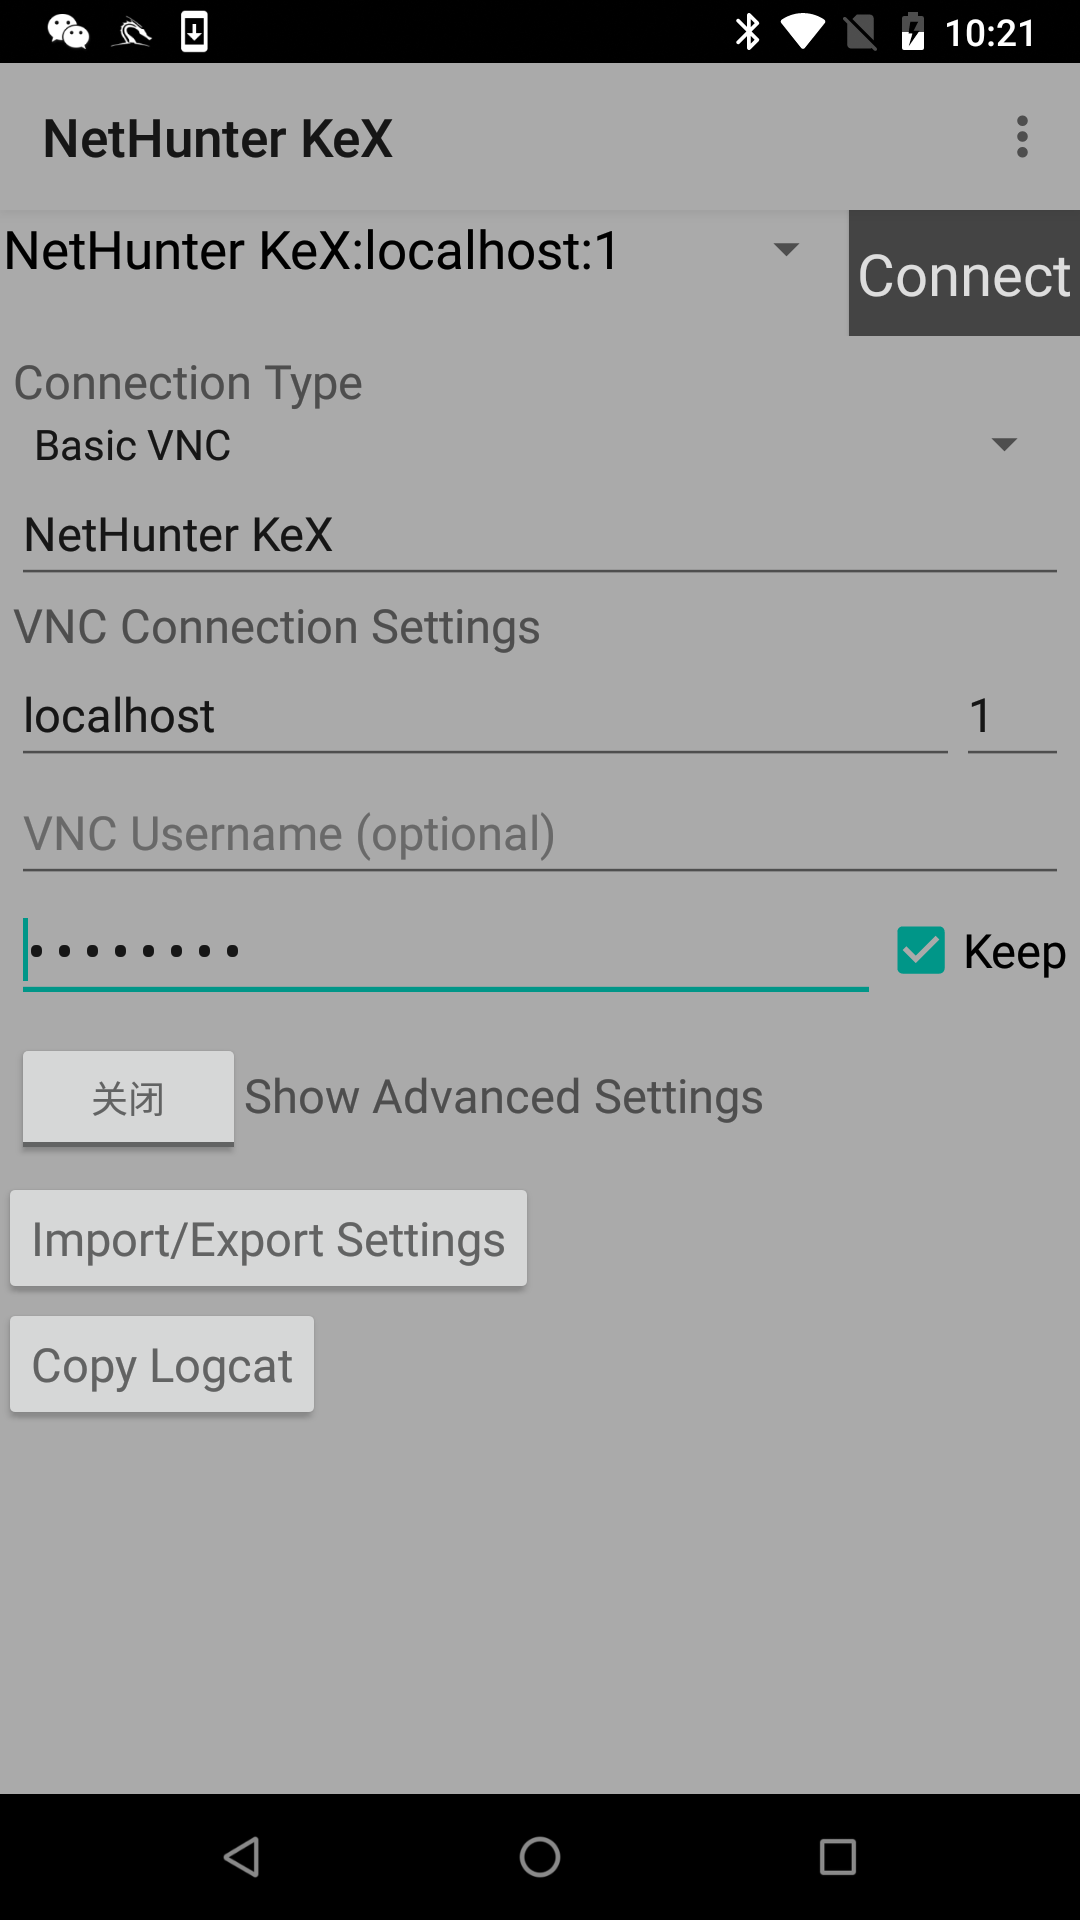 10:21
NetHunter KeX
NetHunter KeX:localhost:1
Connect
Connection Type
Basic VNC
NetHunter KeX
VNC Connection Settings
localhost 1
VNC Username (optional)
•••••••• Keep
关闭 Show Advanced Settings
Import/Export Settings
Copy Logcat